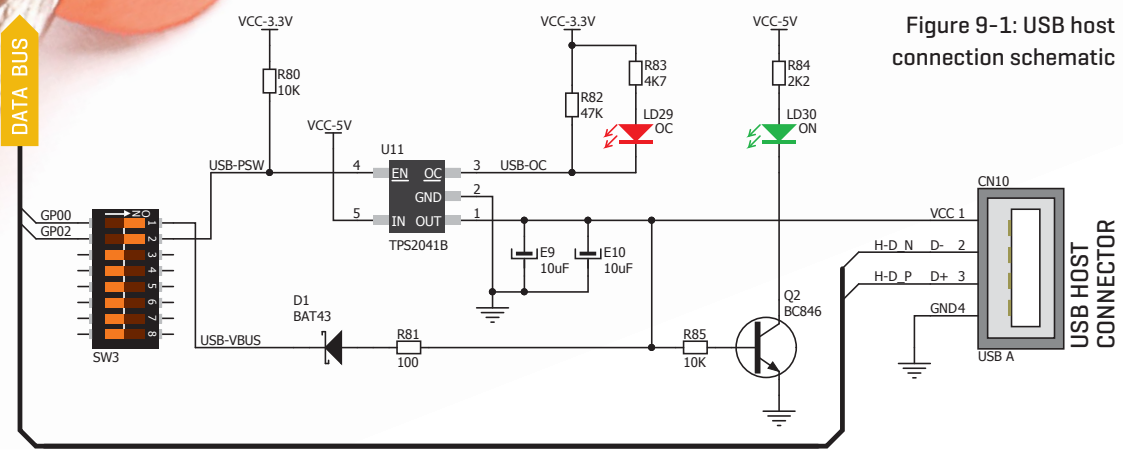 Figure 9-1: USB host
connection schematic
DATA BUS
VCC-3.3V
VCC-3.3V
VCC-5V
R80
10K
R82
47K
R83
4K7
LD29
OC
R84
2K2
LD30
ON
VCC-5V
U11
USB-PSW
4
EN
OC
3
USB-OC
GND
2
5
IN
OUT
1
TPS2041B
GP00
GP02
ON
1
2
3
4
5
6
7
8
SW3
E9
10uF
E10
10uF
D1
BAT43
USB-VBUS
R81
100
R85
10K
Q2
BC846
CN10
VCC 1
H-D_N D- 2
H-D_P D+ 3
GND4
USB A
USB HOST
CONNECTOR